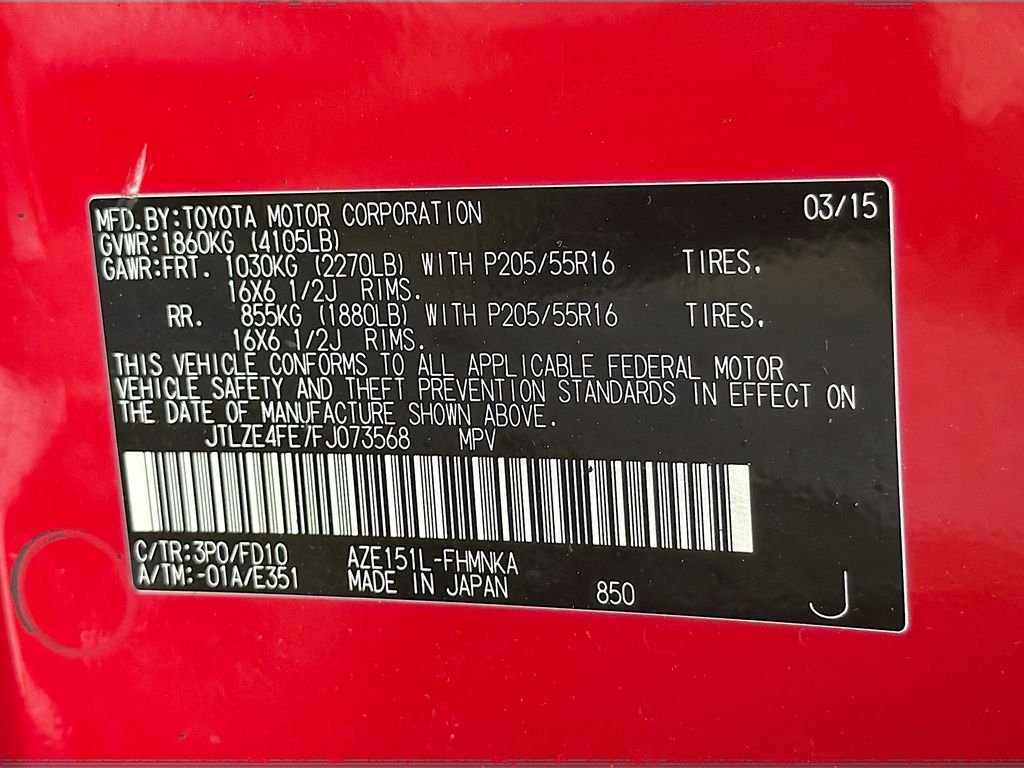 MFD.BY:TOYOTA MOTOR CORPORATION 03/15
GVWR:1860KG (4105LB)
GAWR:FRT. 1030KG (2270LB) WITH P205/55R16 TIRES.
16X6 1/2J RIMS.
RR. 855KG (1880LB) WITH P205/55R16 TIRES.
16X6 1/2J RIMS.
THIS VEHICLE CONFORMS TO ALL APPLICABLE FEDERAL MOTOR
VEHICLE SAFETY AND THEFT PREVENTION STANDARDS IN EFFECT ON
THE DATE OF MANUFACTURE SHOWN ABOVE.
JTLZE4FE7FJ073568 MPV
C/TR:3P0/FD10 AZE151L-FHMNKA
A/TM:-01A/E351 MADE IN JAPAN 850 J